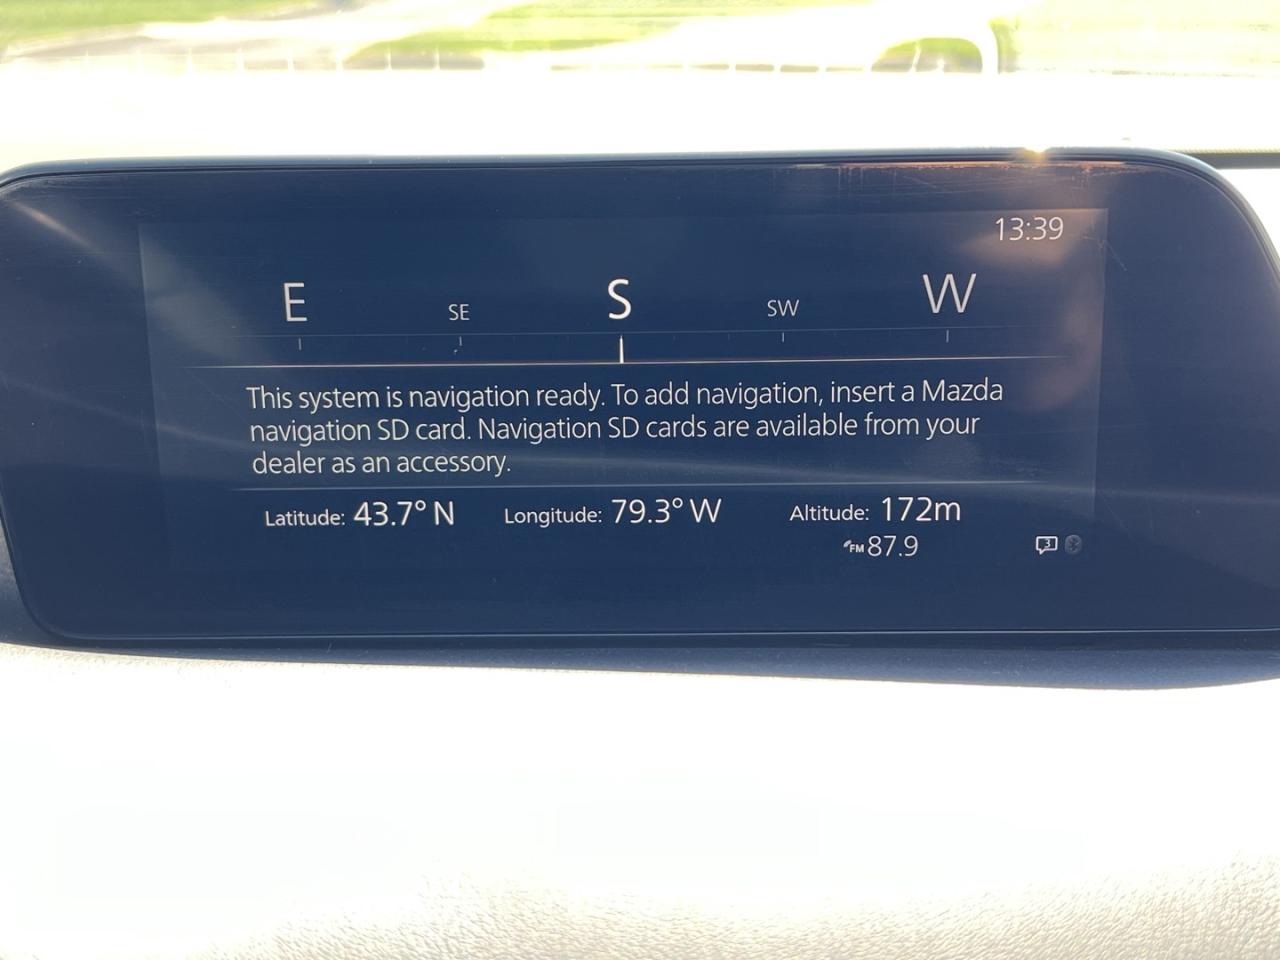 13:39
E SE S SW W
This system is navigation ready. To add navigation, insert a Mazda
navigation SD card. Navigation SD cards are available from your
dealer as an accessory.
Latitude: 43.7° N Longitude: 79.3° W Altitude: 172m
FM 87.9 3